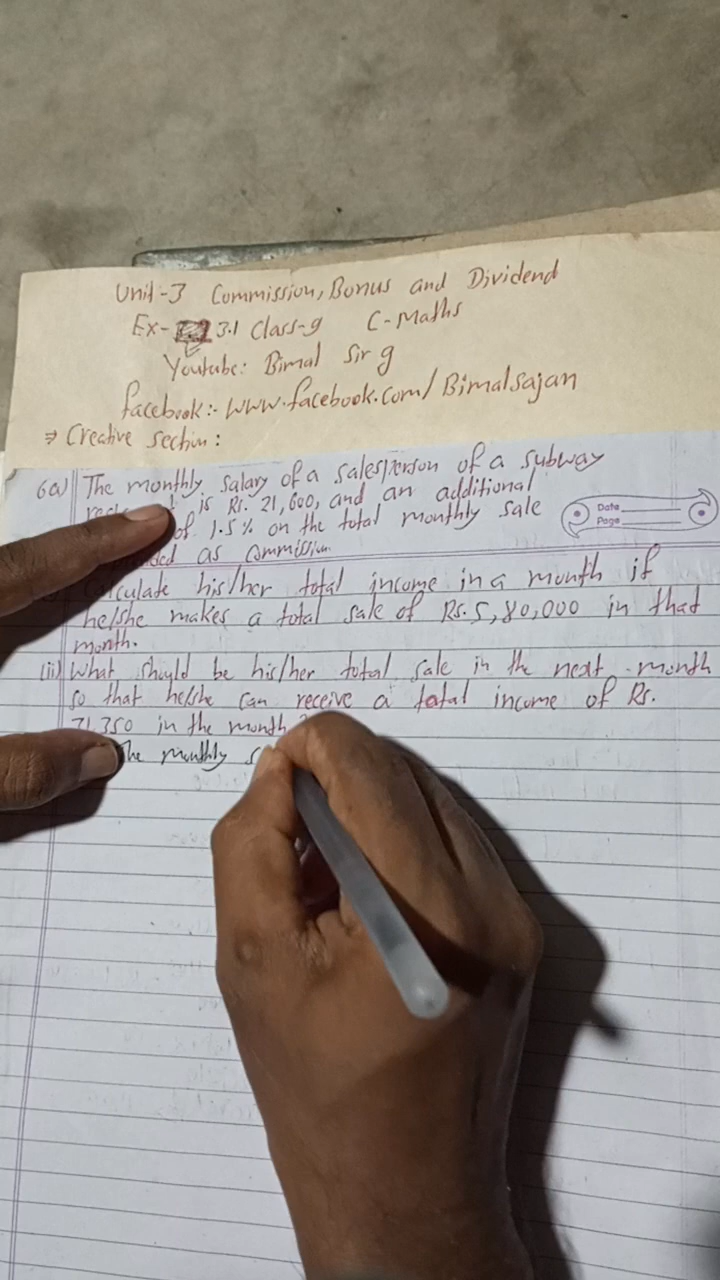 Unit-3 Commission, Bonus and Dividend
Ex- 3.1 Class-9 C-Maths
Youtube: Bimal Sir g
facebook:- www.facebook.com/Bimalsajan
⇒ Creative section:
6a) The monthly salary of a salesperson of a subway
is Rs. 21,600, and an additional
of 1.5% on the total monthly sale
as commission.
his/her total income in a month if
he/she makes a total sale of Rs. 5,80,000 in that
month.
(ii) What should be his/her total sale in the next month
so that he/she can receive a total income of Rs.
71,350 in the month?
The monthly
Date
Page